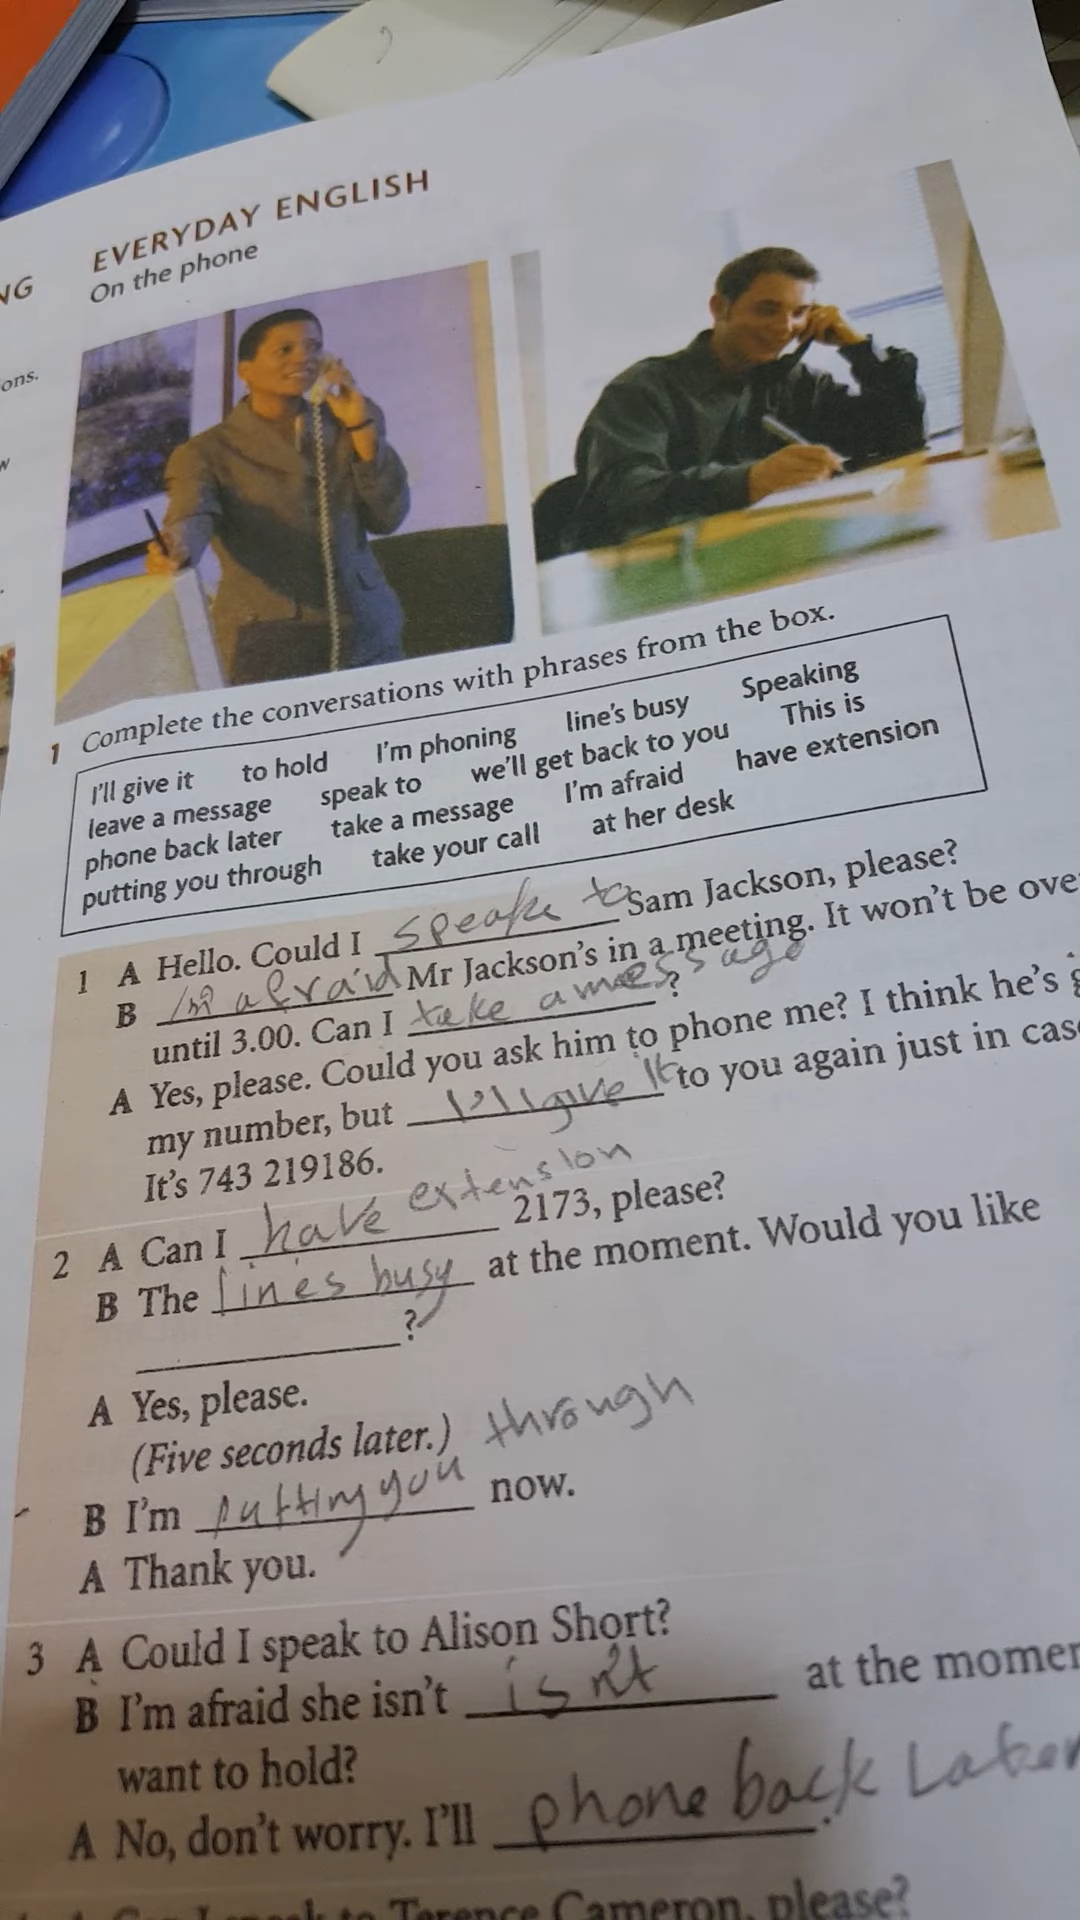 NG
ons.
w
EVERYDAY ENGLISH
On the phone
1 Complete the conversations with phrases from the box.
I'll give it to hold I'm phoning line's busy Speaking
leave a message speak to we'll get back to you This is
phone back later take a message I'm afraid have extension
putting you through take your call at her desk
1 A Hello. Could I speake to Sam Jackson, please?
B I'm afraid Mr Jackson's in a meeting. It won't be ove
until 3.00. Can I take a message ?
A Yes, please. Could you ask him to phone me? I think he's g
my number, but I'll give it to you again just in cas
It's 743 219186.
2 A Can I have extension 2173, please?
B The lines busy at the moment. Would you like
?
A Yes, please.
(Five seconds later.)
B I'm putting you through now.
A Thank you.
3 A Could I speak to Alison Short?
B I'm afraid she isn't isn't at the momen
want to hold?
A No, don't worry. I'll phone back Later.
to Terence Cameron, please?